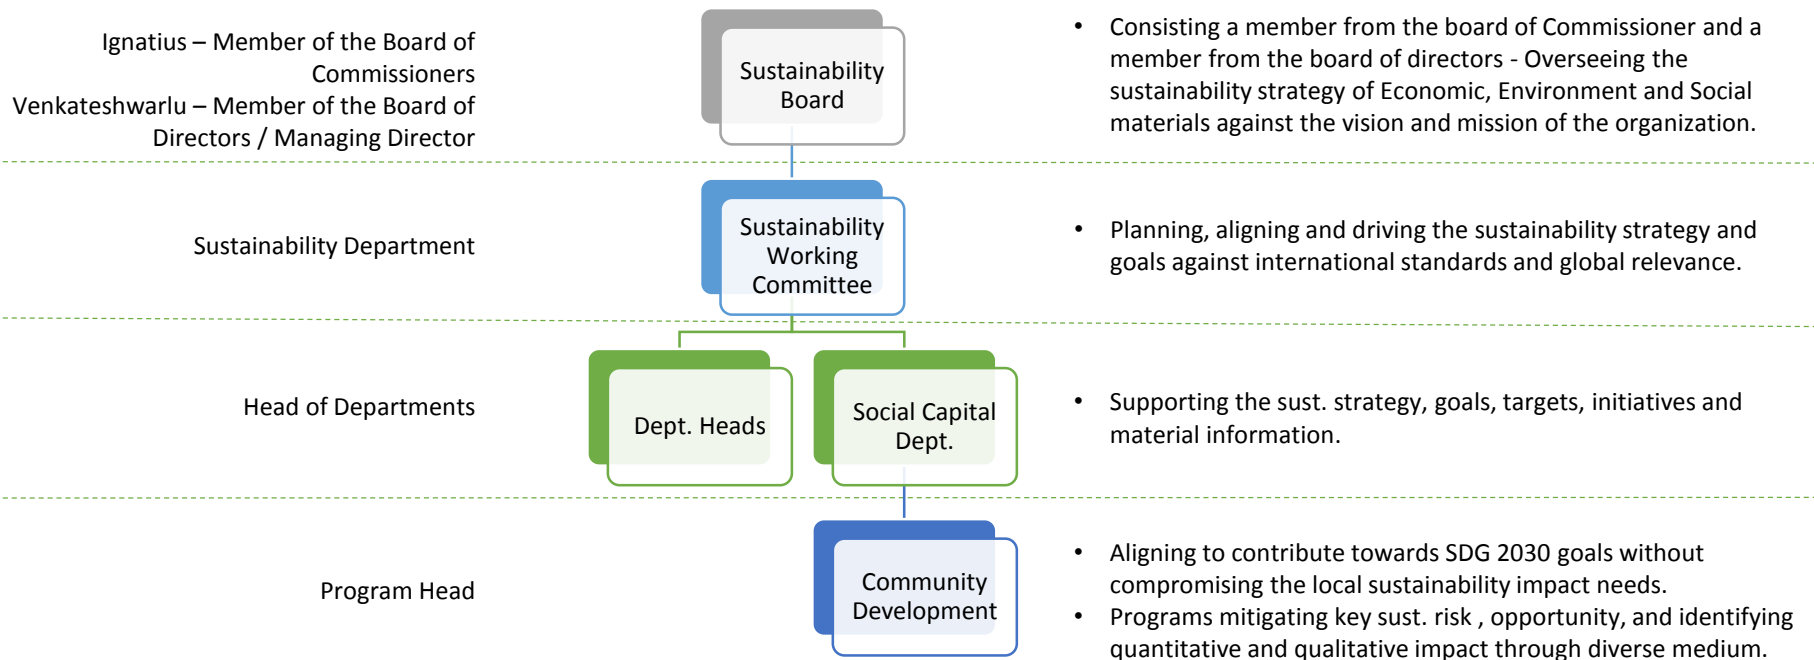 Ignatius – Member of the Board of
Commissioners
Venkateshwarlu – Member of the Board of
Directors / Managing Director
Sustainability
Board
• Consisting a member from the board of Commissioner and a
member from the board of directors - Overseeing the
sustainability strategy of Economic, Environment and Social
materials against the vision and mission of the organization.
Sustainability Department
Sustainability
Working
Committee
• Planning, aligning and driving the sustainability strategy and
goals against international standards and global relevance.
Head of Departments
Dept. Heads
Social Capital
Dept.
• Supporting the sust. strategy, goals, targets, initiatives and
material information.
Program Head
Community
Development
• Aligning to contribute towards SDG 2030 goals without
compromising the local sustainability impact needs.
• Programs mitigating key sust. risk , opportunity, and identifying
quantitative and qualitative impact through diverse medium.